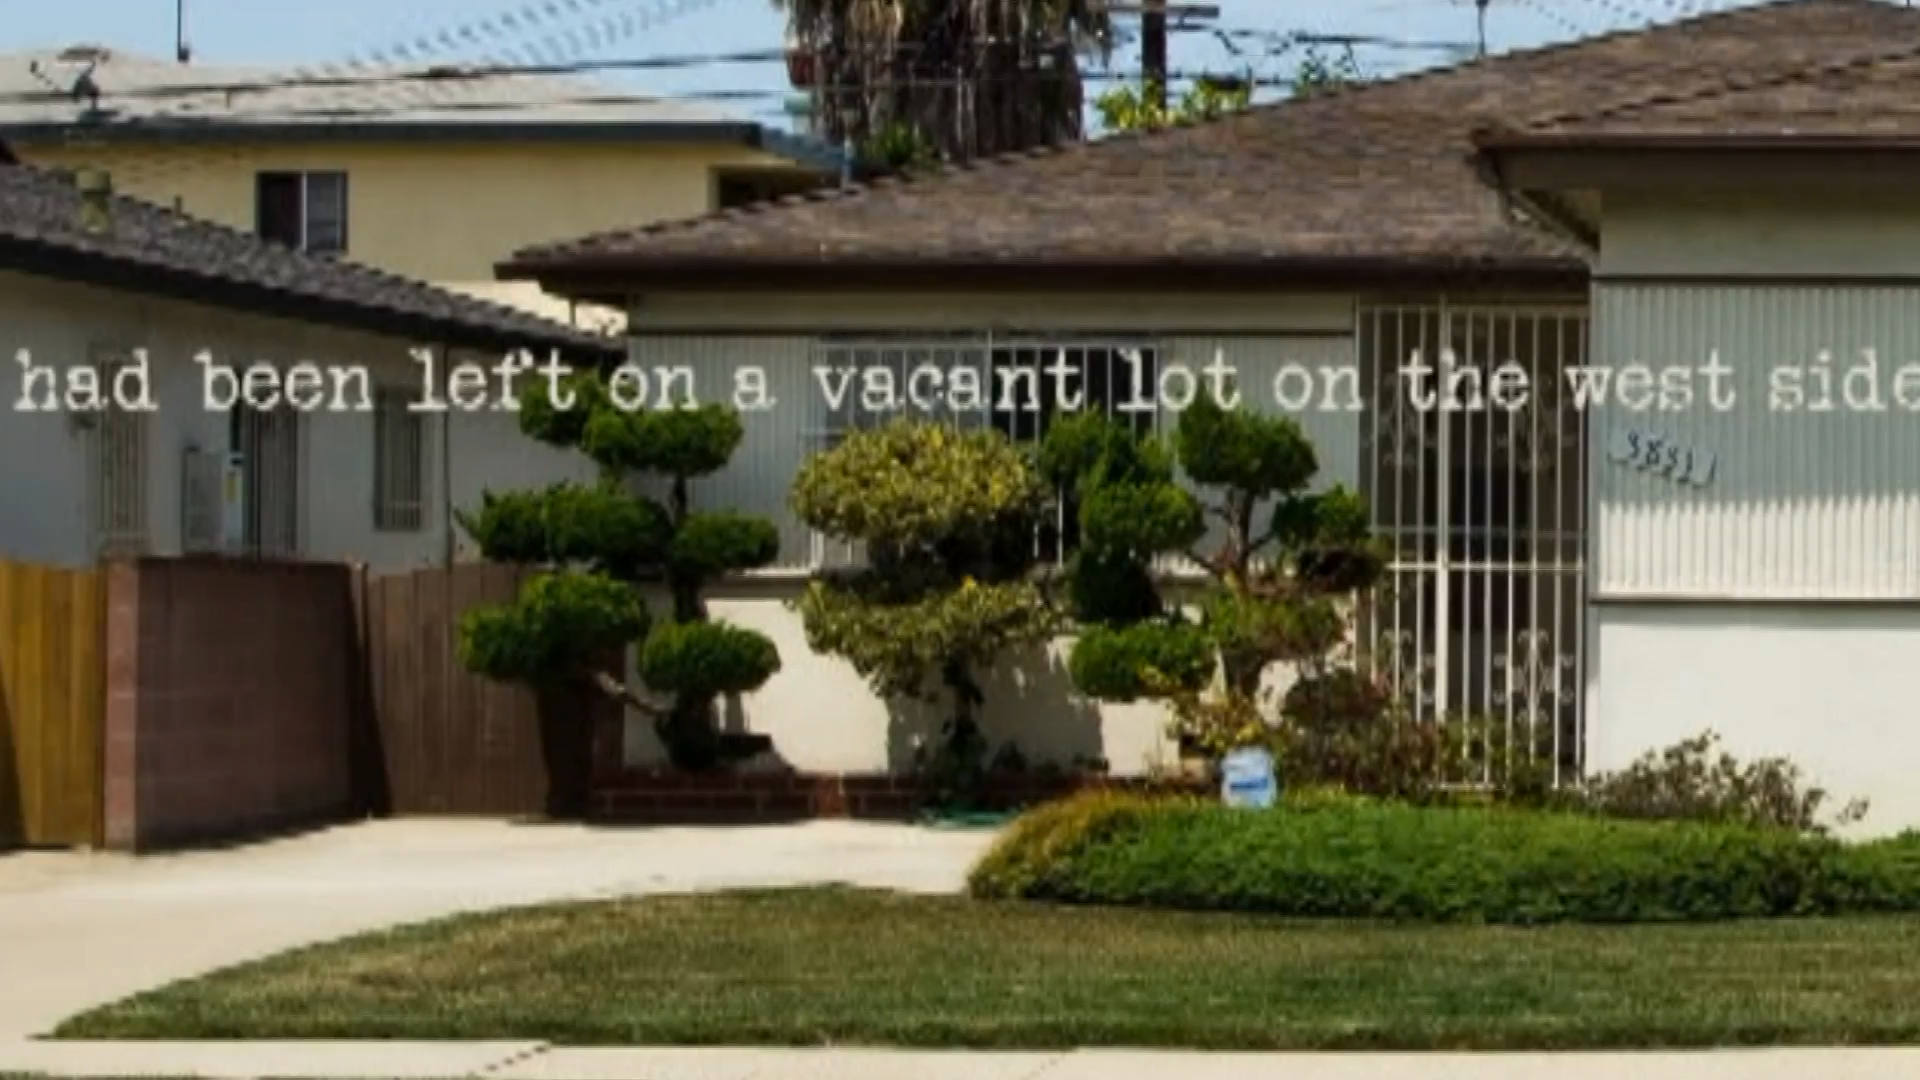 had been left on a vacant lot on the west side